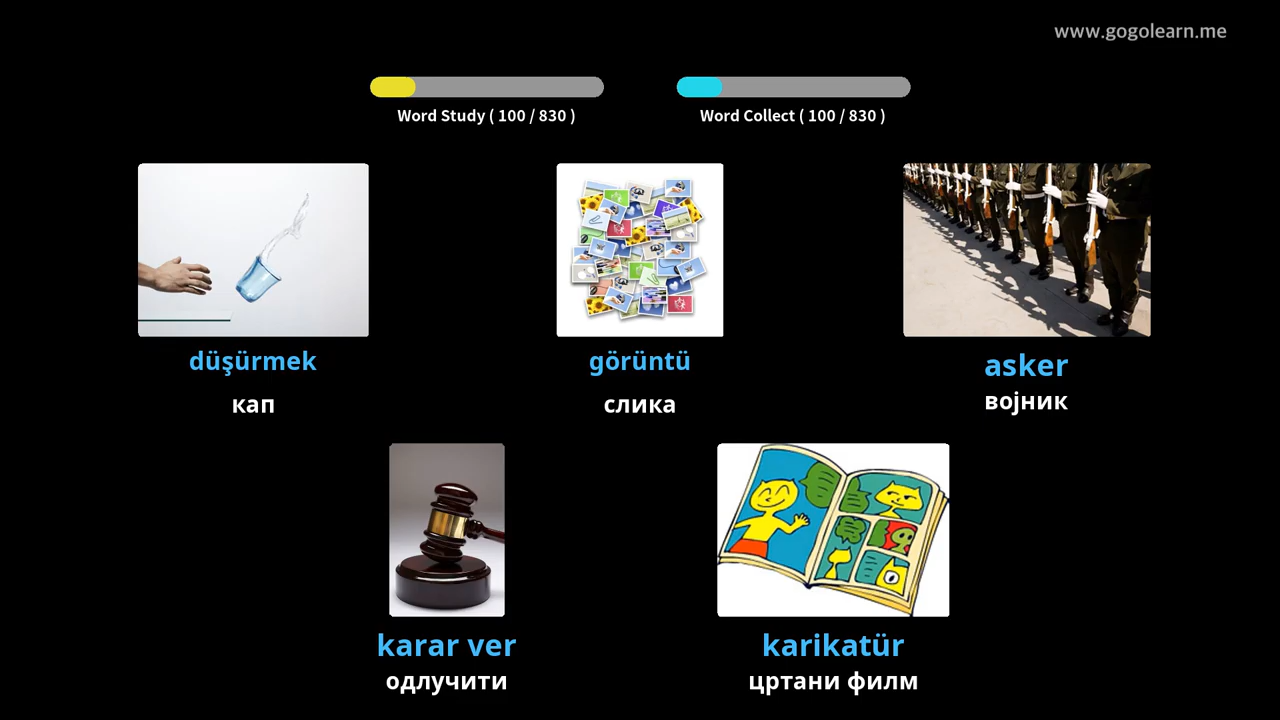 www.gogolearn.me
Word Study ( 100 / 830 )
Word Collect ( 100 / 830 )
düşürmek
görüntü
asker
кап
слика
војник
karar ver
karikatür
одлучити
цртани филм